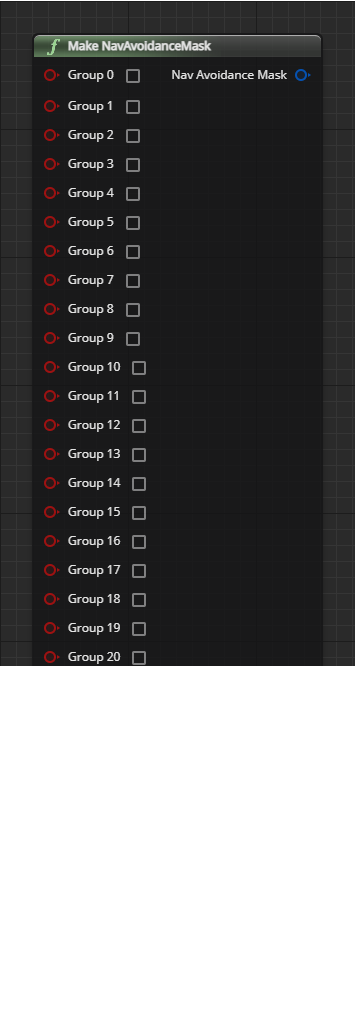 f Make NavAvoidanceMask
Group 0 Nav Avoidance Mask
Group 1
Group 2
Group 3
Group 4
Group 5
Group 6
Group 7
Group 8
Group 9
Group 10
Group 11
Group 12
Group 13
Group 14
Group 15
Group 16
Group 17
Group 18
Group 19
Group 20